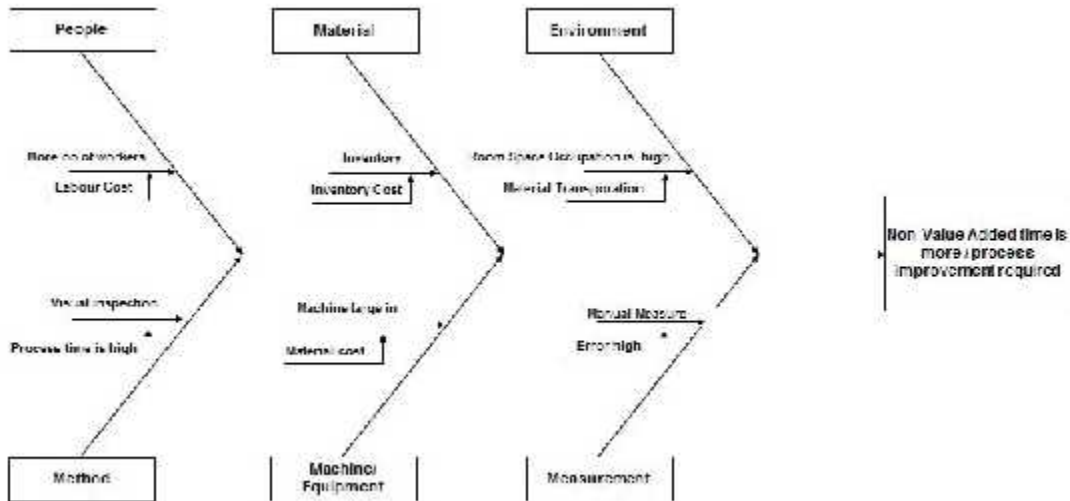 People
Material
Environment
More no of workers
Labour Cost
Inventory
Inventory Cost
Room Space Occupation is high
Material Transporation
Non Value Added time is
more / process
improvement required
Visual inspection
Process time is high
Machine large in
Material cost
Manual Measure
Error high
Method
Machine/
Equipment
Measurement